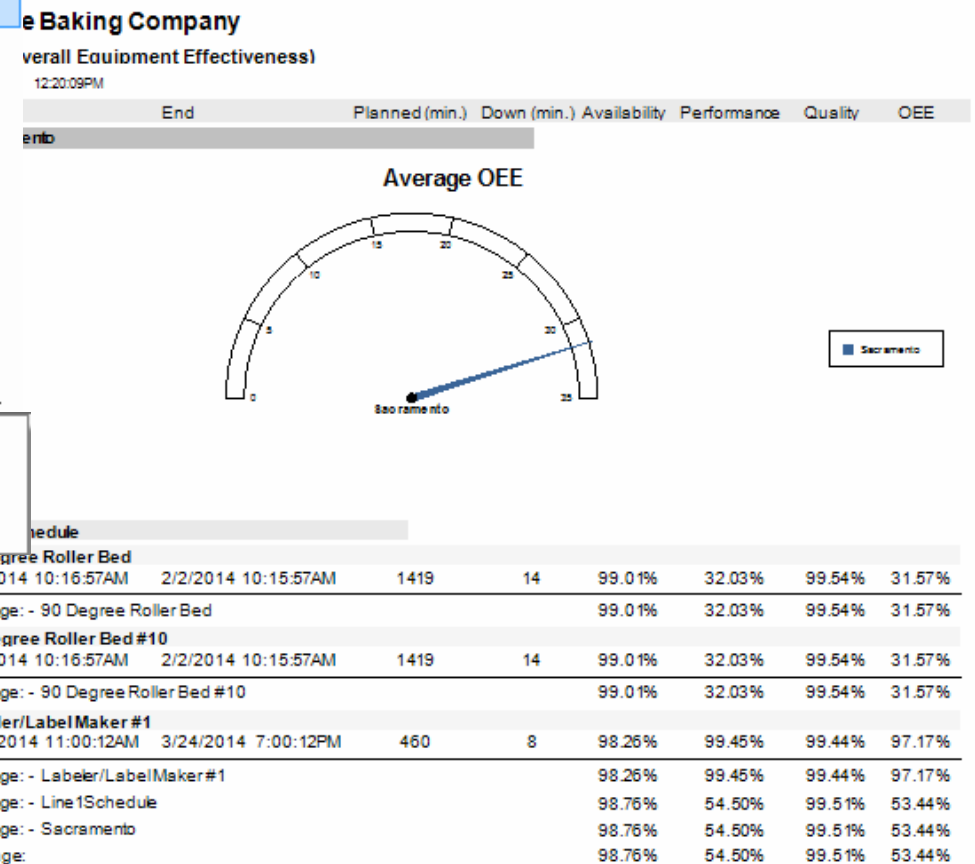 e Baking Company
verall Equipment Effectiveness)
12:20:09PM
End Planned (min.) Down (min.) Availability Performance Quality OEE
ento
Average OEE
15 20
10 25
5 30
Sacramento
0 35
Sacramento
hedule
gree Roller Bed
014 10:16:57AM 2/2/2014 10:15:57AM 1419 14 99.01% 32.03% 99.54% 31.57%
ge: - 90 Degree Roller Bed 99.01% 32.03% 99.54% 31.57%
egree Roller Bed #10
014 10:16:57AM 2/2/2014 10:15:57AM 1419 14 99.01% 32.03% 99.54% 31.57%
ge: - 90 Degree Roller Bed #10 99.01% 32.03% 99.54% 31.57%
ler/Label Maker #1
2014 11:00:12AM 3/24/2014 7:00:12PM 460 8 98.26% 99.45% 99.44% 97.17%
ge: - Labeler/Label Maker #1 98.26% 99.45% 99.44% 97.17%
ge: - Line1Schedule 98.76% 54.50% 99.51% 53.44%
ge: - Sacramento 98.76% 54.50% 99.51% 53.44%
ge: 98.76% 54.50% 99.51% 53.44%